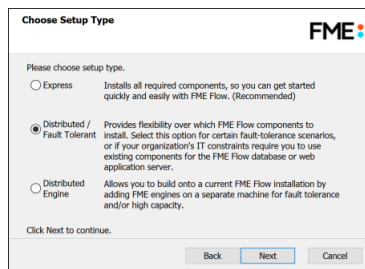 Choose Setup Type
FME
Please choose setup type.
Express
Installs all required components, so you can get started
quickly and easily with FME Flow. (Recommended)
Distributed /
Fault Tolerant
Provides flexibility over which FME Flow components to
install. Select this option for certain fault-tolerance scenarios,
or if your organization's IT constraints require you to use
existing components for the FME Flow database or web
application server.
Distributed
Engine
Allows you to build onto a current FME Flow installation by
adding FME engines on a separate machine for fault tolerance
and/or high capacity.
Click Next to continue.
Back
Next
Cancel